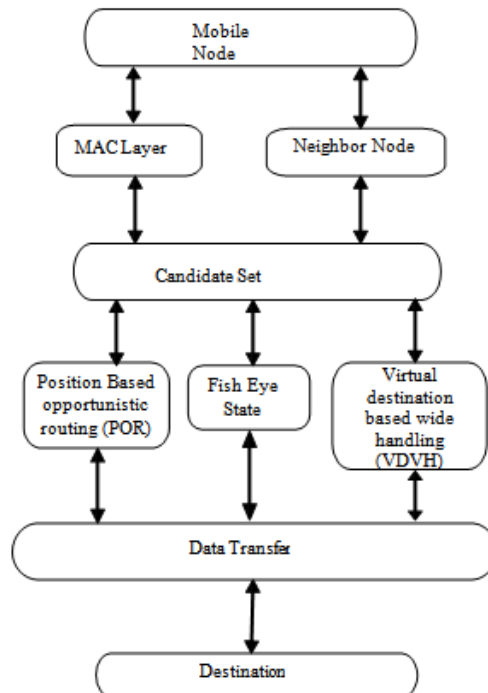 Mobile
Node
MAC Layer
Neighbor Node
Candidate Set
Position Based
opportunistic
routing (POR)
Fish Eye
State
Virtual
destination
based wide
handling
(VDVH)
Data Transfer
Destination